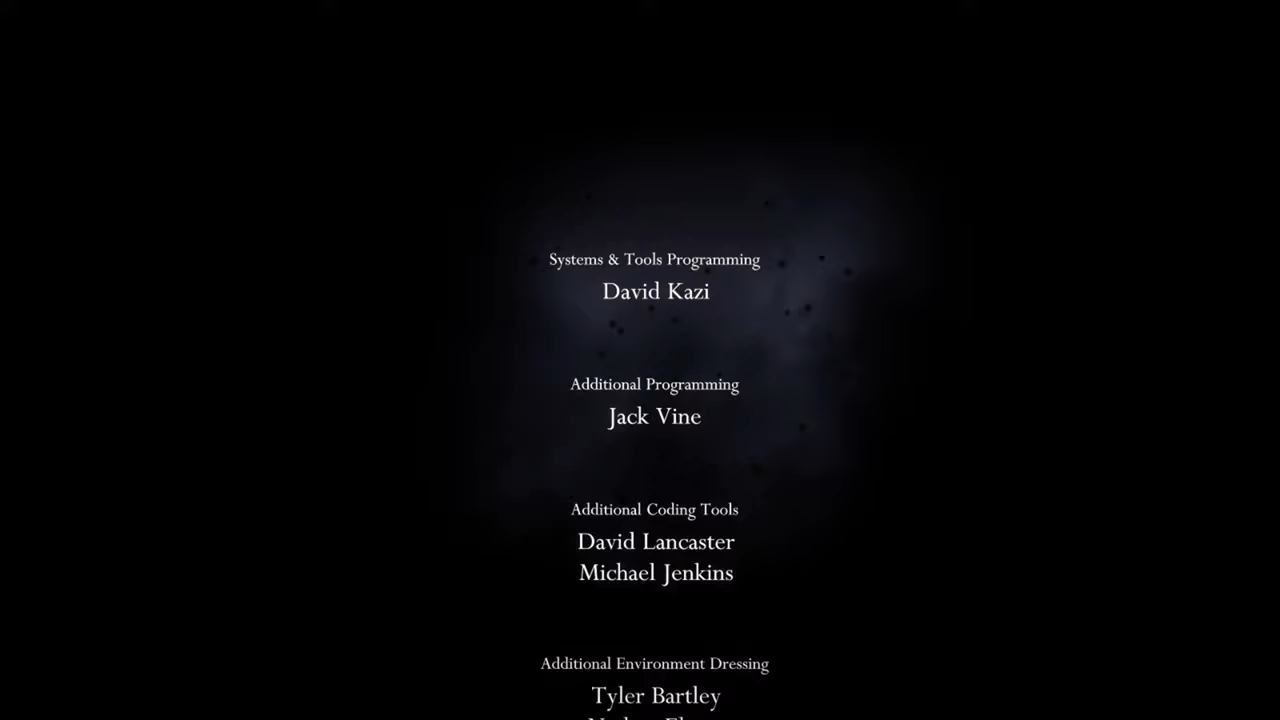 Systems & Tools Programming
David Kazi
Additional Programming
Jack Vine
Additional Coding Tools
David Lancaster
Michael Jenkins
Additional Environment Dressing
Tyler Bartley